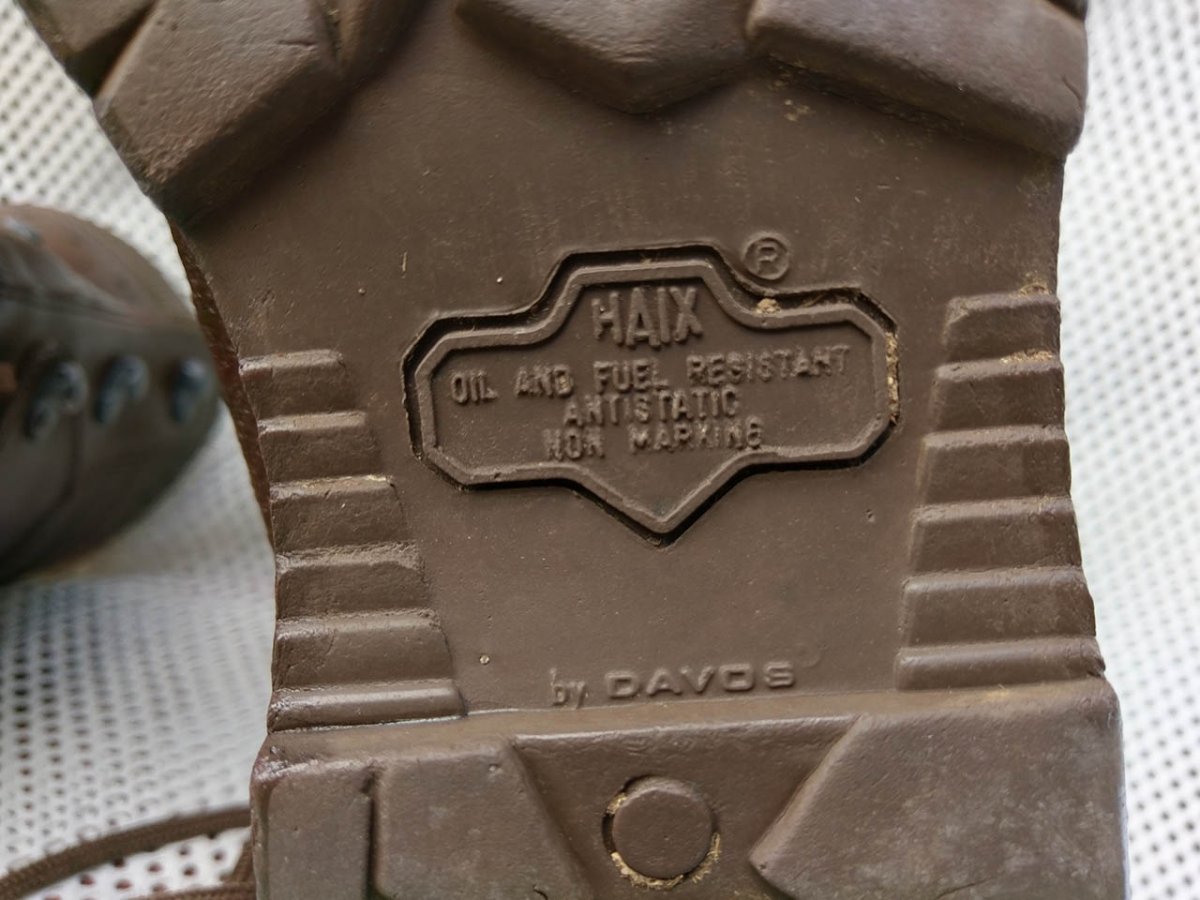 ®
HAIX
OIL AND FUEL RESISTANT
ANTISTATIC
NON MARKING
by DAVOS